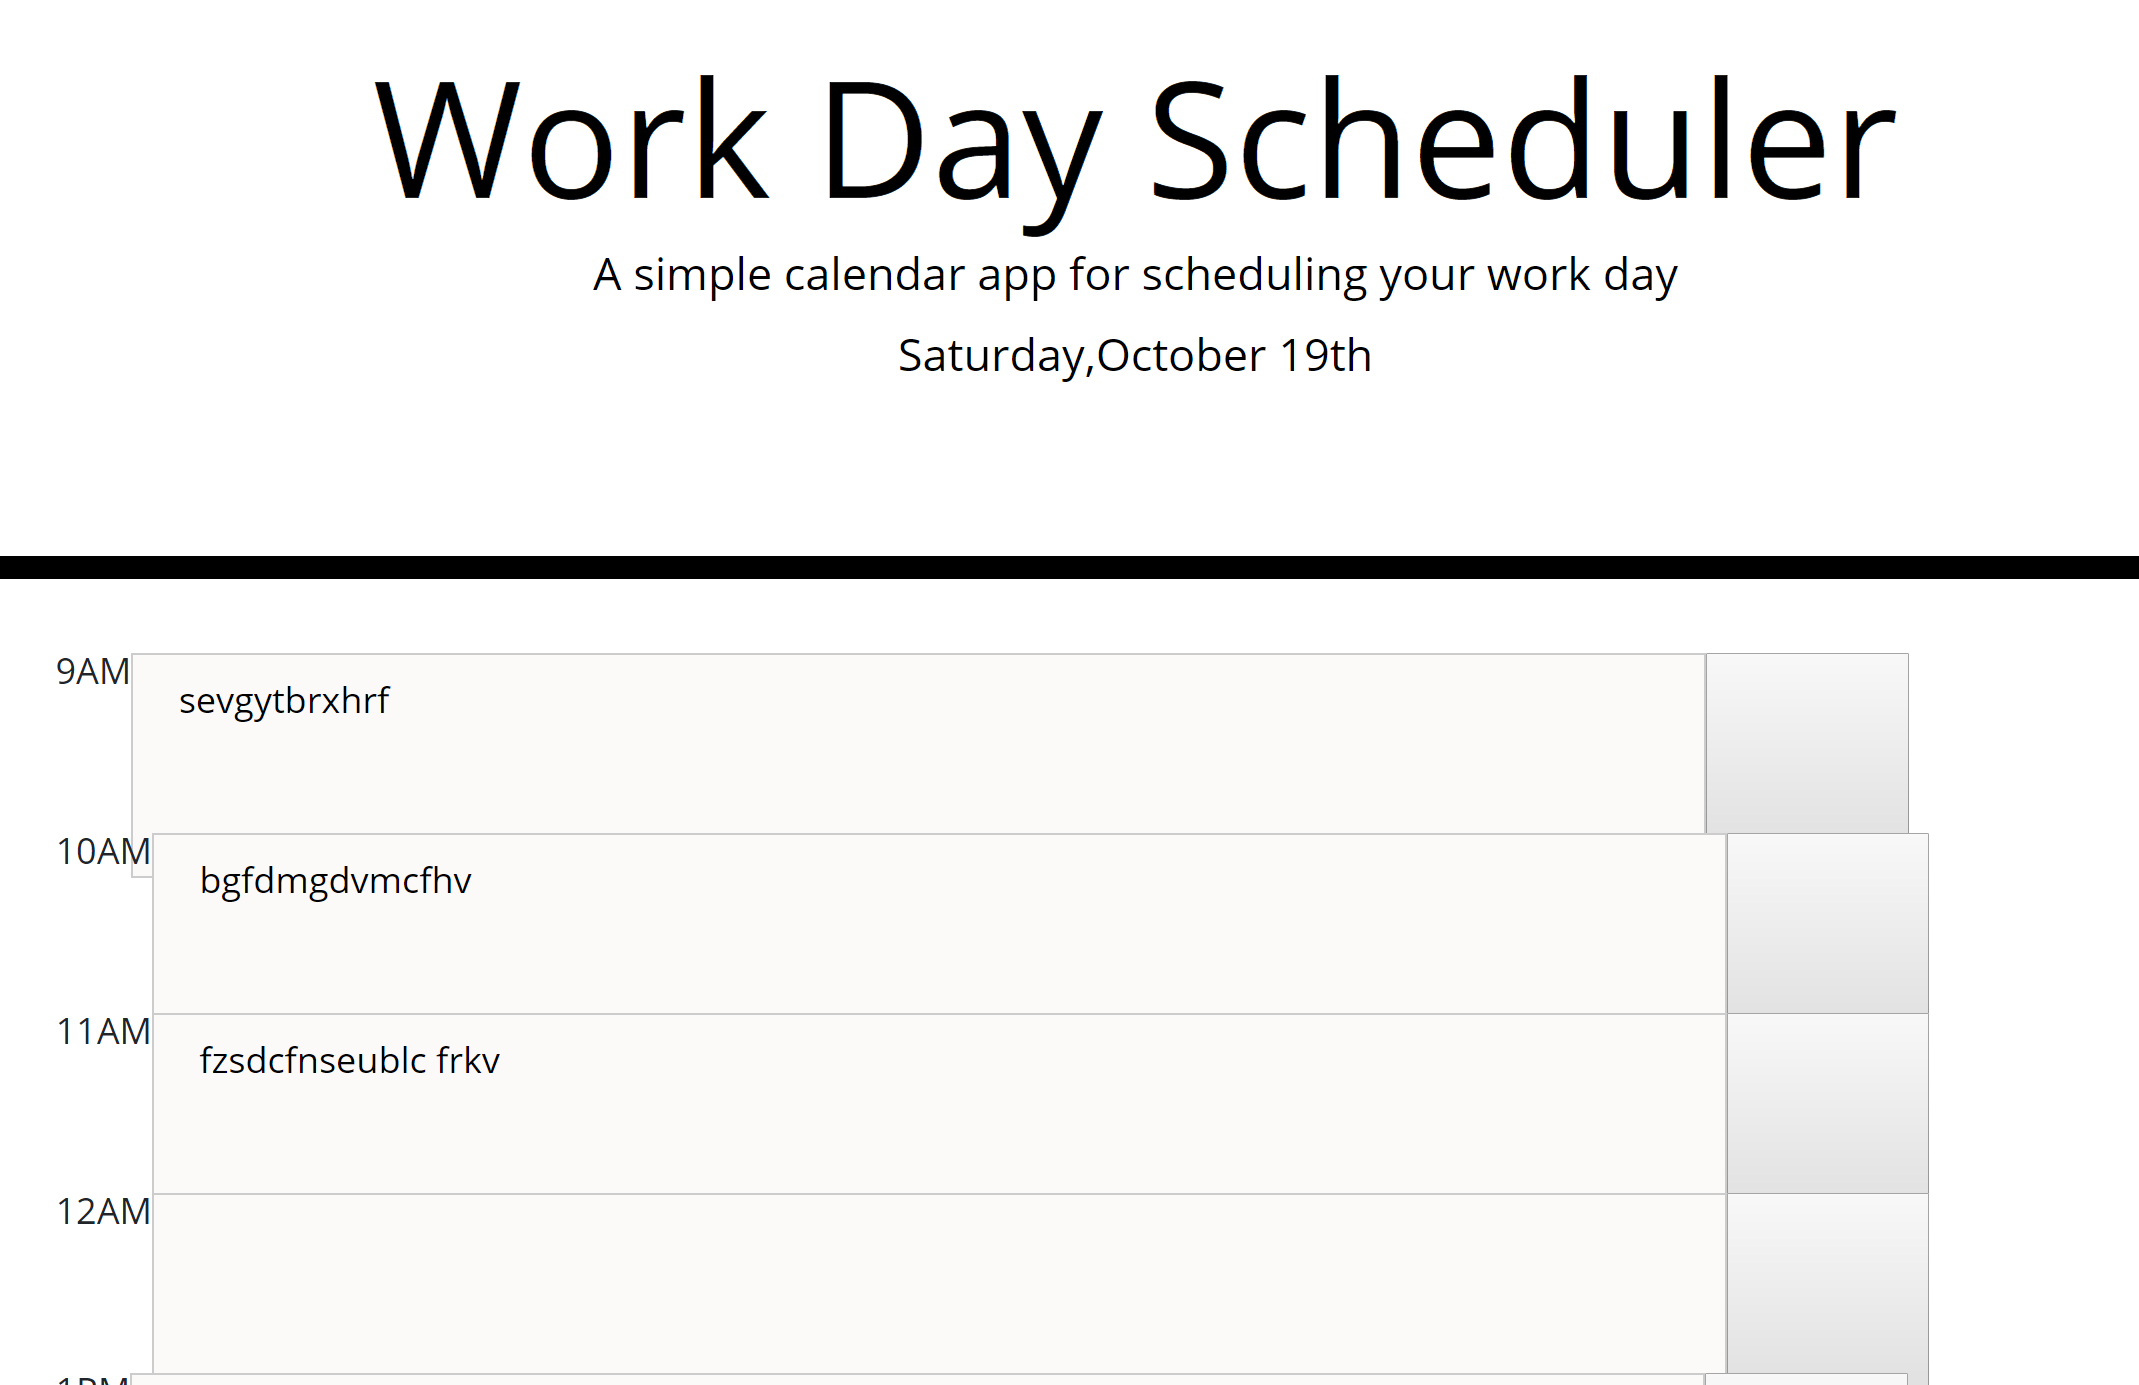 Work Day Scheduler
A simple calendar app for scheduling your work day
Saturday,October 19th
9AM
sevgytbrxhrf
10AM
bgfdmgdvmcfhv
11AM
fzsdcfnseublc frkv
12AM
1PM